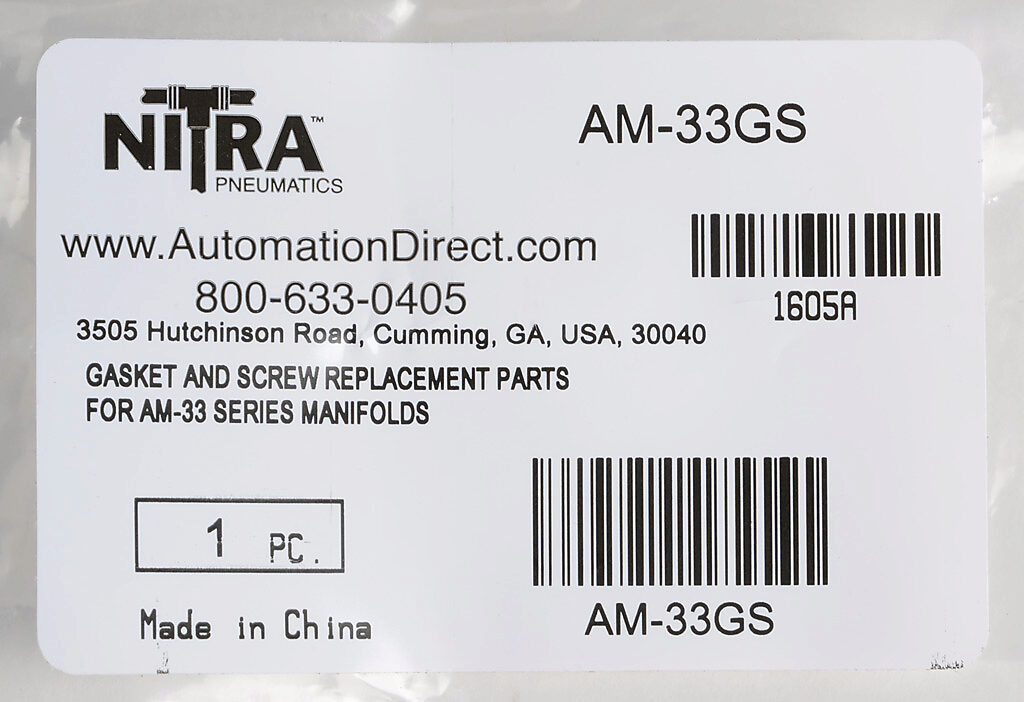 NITRA™
PNEUMATICS
AM-33GS
www.AutomationDirect.com
800-633-0405
1605A
3505 Hutchinson Road, Cumming, GA, USA, 30040
GASKET AND SCREW REPLACEMENT PARTS
FOR AM-33 SERIES MANIFOLDS
1 PC.
AM-33GS
Made in China